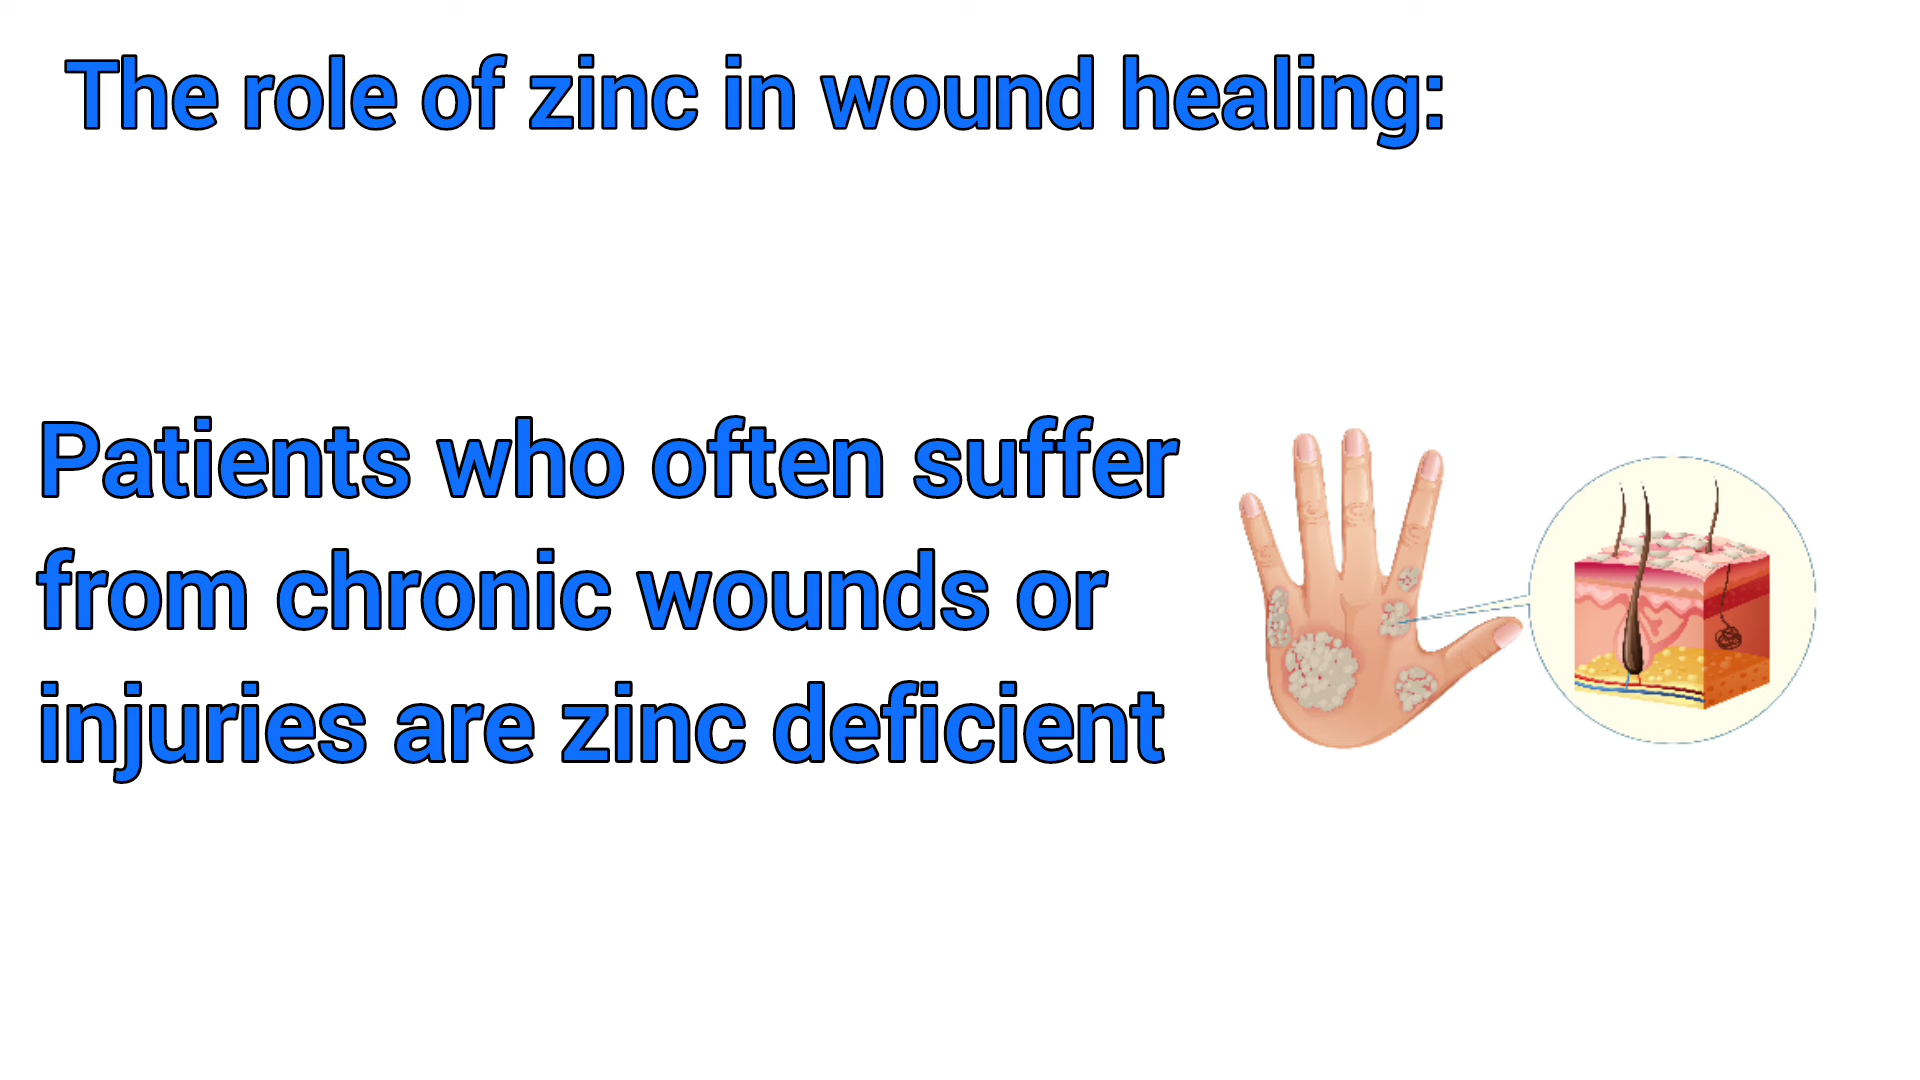 The role of zinc in wound healing:
Patients who often suffer
from chronic wounds or
injuries are zinc deficient